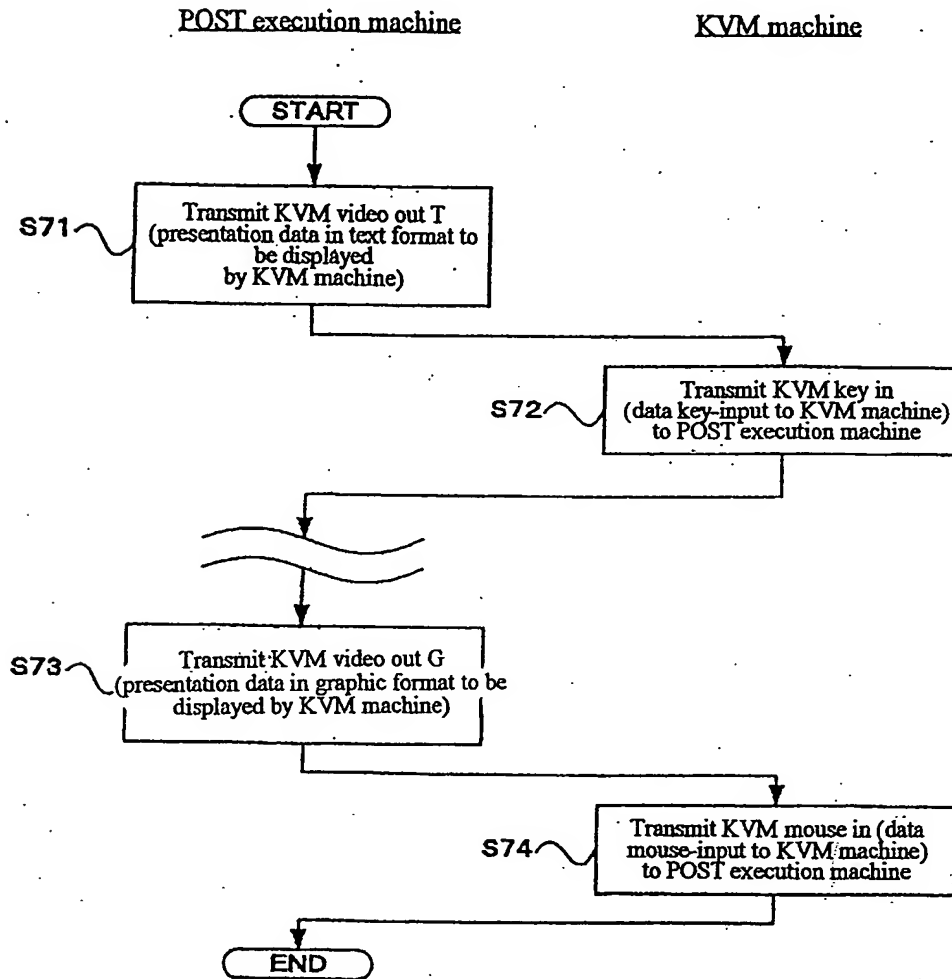 POST execution machine
KVM machine
START
S71
Transmit KVM video out T
(presentation data in text format to
be displayed
by KVM machine)
S72
Transmit KVM key in
(data key-input to KVM machine)
to POST execution machine
S73
Transmit KVM video out G
(presentation data in graphic format to be
displayed by KVM machine)
S74
Transmit KVM mouse in (data
mouse-input to KVM machine)
to POST execution machine
END